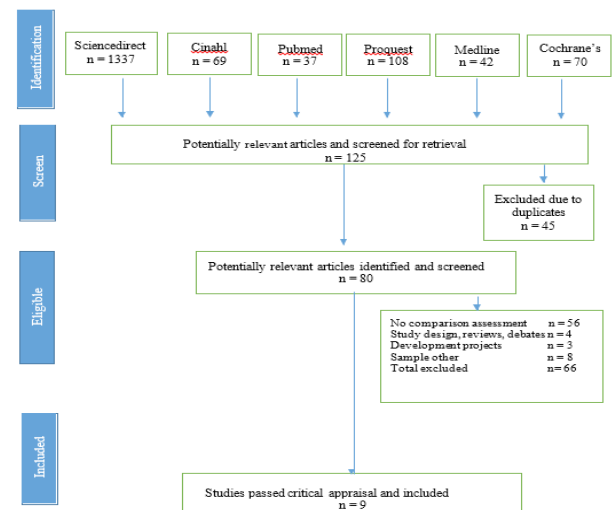 Identification
Sciencedirect
n = 1337
Cinahl
n = 69
Pubmed
n = 37
Proquest
n = 108
Medline
n = 42
Cochrane's
n = 70
Screen
Potentially relevant articles and screened for retrieval
n = 125
Excluded due to
duplicates
n = 45
Eligible
Potentially relevant articles identified and screened
n = 80
No comparison assessment n = 56
Study design, reviews, debates n = 4
Development projects n = 3
Sample other n = 8
Total excluded n= 66
Included
Studies passed critical appraisal and included
n = 9